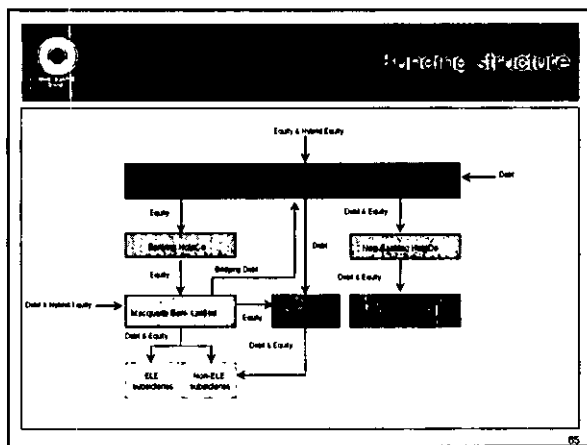 Funding structure
Equity & Hybrid Equity
Debt
Equity
Debt & Equity
Banking HoldCo
Debt
Non-Banking HoldCo
Equity
Bridging Debt
Debt & Equity
Debt & Hybrid Equity
Macquarie Bank Limited
Equity
Debt & Equity
Debt & Equity
ELE
subsidiaries
Non-ELE
subsidiaries
65